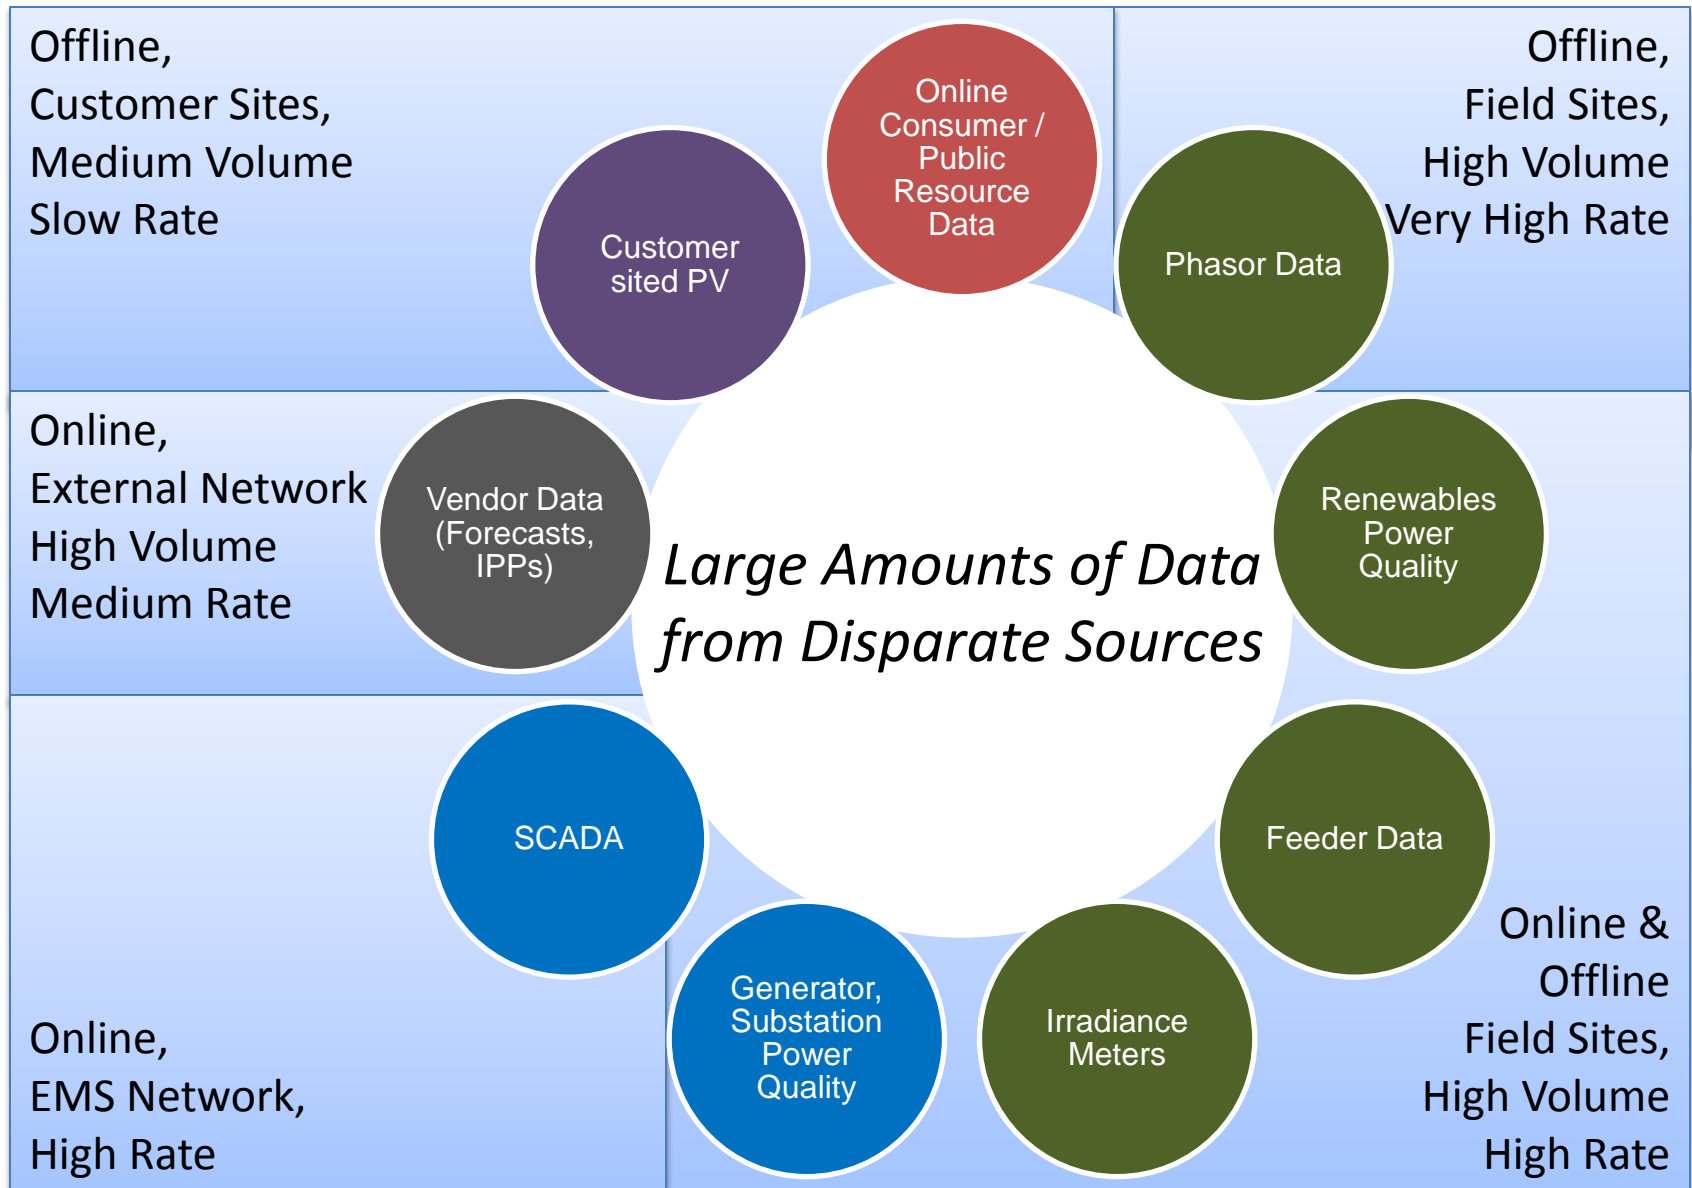 Offline,
Customer Sites,
Medium Volume
Slow Rate
Online
Consumer /
Public
Resource
Data
Offline,
Field Sites,
High Volume
Very High Rate
Customer
sited PV
Phasor Data
Online,
External Network
High Volume
Medium Rate
Vendor Data
(Forecasts,
IPPs)
Large Amounts of Data
from Disparate Sources
Renewables
Power
Quality
SCADA
Feeder Data
Online,
EMS Network,
High Rate
Generator,
Substation
Power
Quality
Irradiance
Meters
Online &
Offline
Field Sites,
High Volume
High Rate